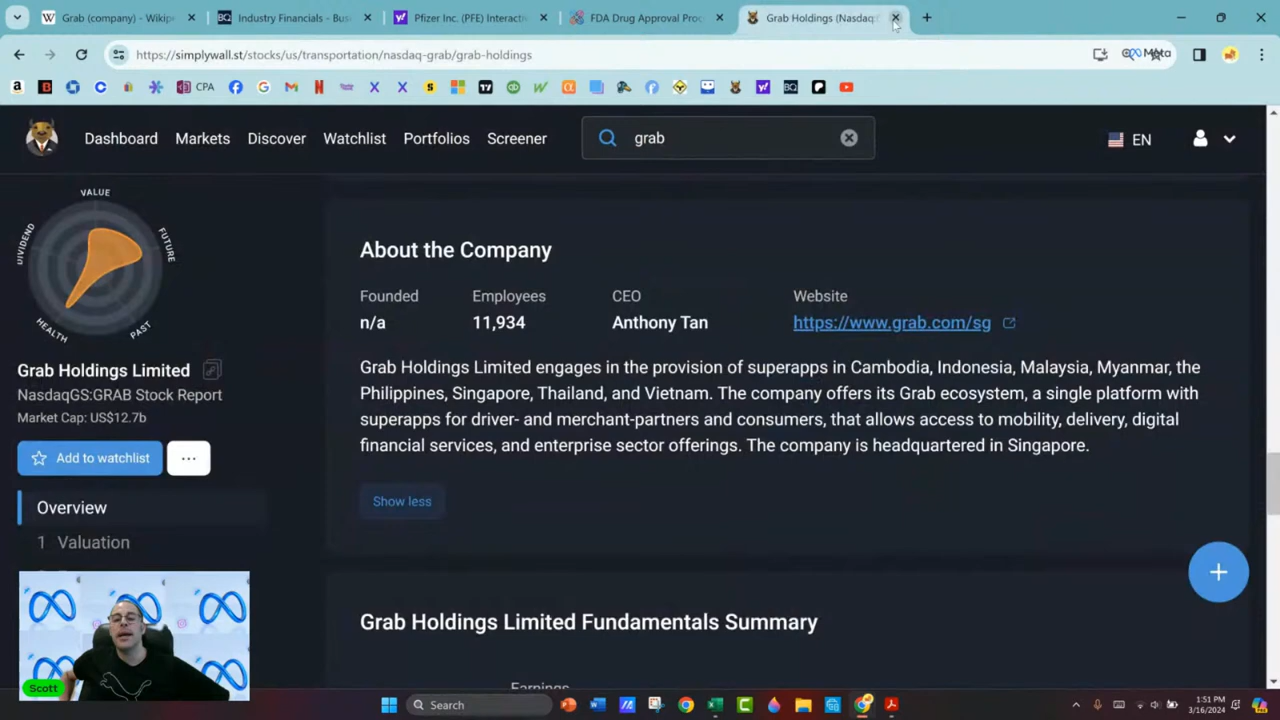 Grab (company) - Wikip
Industry Financials - Bus
Pfizer Inc. (PFE) Interacti
FDA Drug Approval Proc
Grab Holdings (Nasdaq:
https://simplywall.st/stocks/us/transportation/nasdaq-grab/grab-holdings
Meta
CPA
Dashboard
Markets
Discover
Watchlist
Portfolios
Screener
grab
EN
VALUE
FUTURE
PAST
HEALTH
DIVIDEND
Grab Holdings Limited
NasdaqGS:GRAB Stock Report
Market Cap: US$12.7b
Add to watchlist
...
Overview
1 Valuation
About the Company
Founded
Employees
CEO
Website
n/a
11,934
Anthony Tan
https://www.grab.com/sg
Grab Holdings Limited engages in the provision of superapps in Cambodia, Indonesia, Malaysia, Myanmar, the
Philippines, Singapore, Thailand, and Vietnam. The company offers its Grab ecosystem, a single platform with
superapps for driver- and merchant-partners and consumers, that allows access to mobility, delivery, digital
financial services, and enterprise sector offerings. The company is headquartered in Singapore.
Show less
Grab Holdings Limited Fundamentals Summary
Earnings
Scott
Search
1:51 PM
3/16/2024